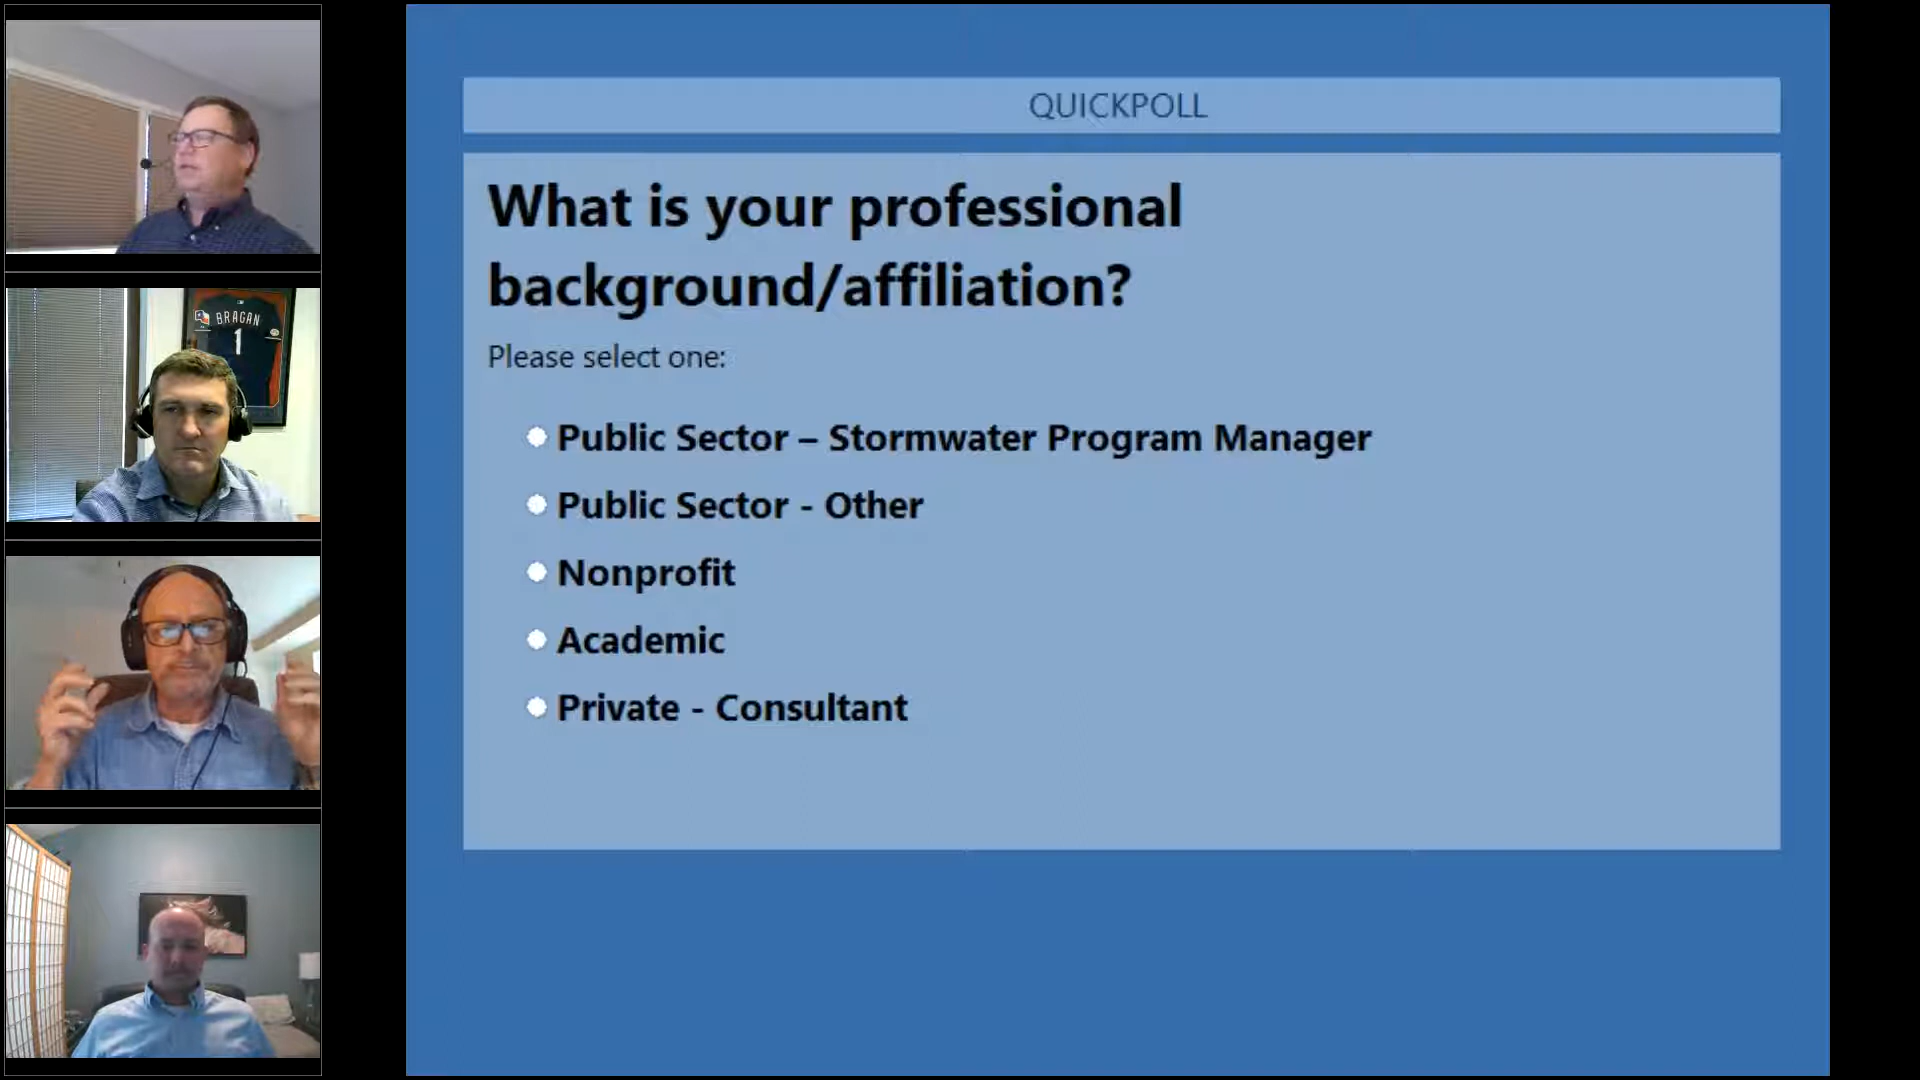 BRAGAN
1
QUICKPOLL
What is your professional
background/affiliation?
Please select one:
Public Sector – Stormwater Program Manager
Public Sector - Other
Nonprofit
Academic
Private - Consultant